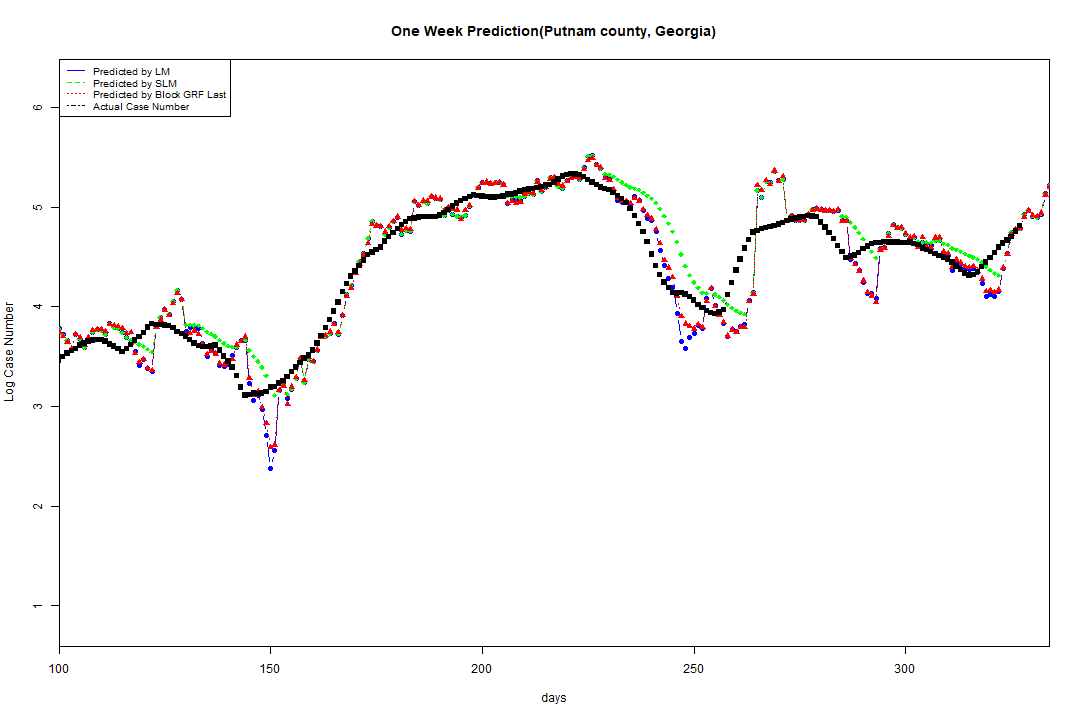 One Week Prediction(Putnam county, Georgia)
Predicted by LM
Predicted by SLM
Predicted by Block GRF Last
Actual Case Number
6
5
4
3
2
1
Log Case Number
100 150 200 250 300
days